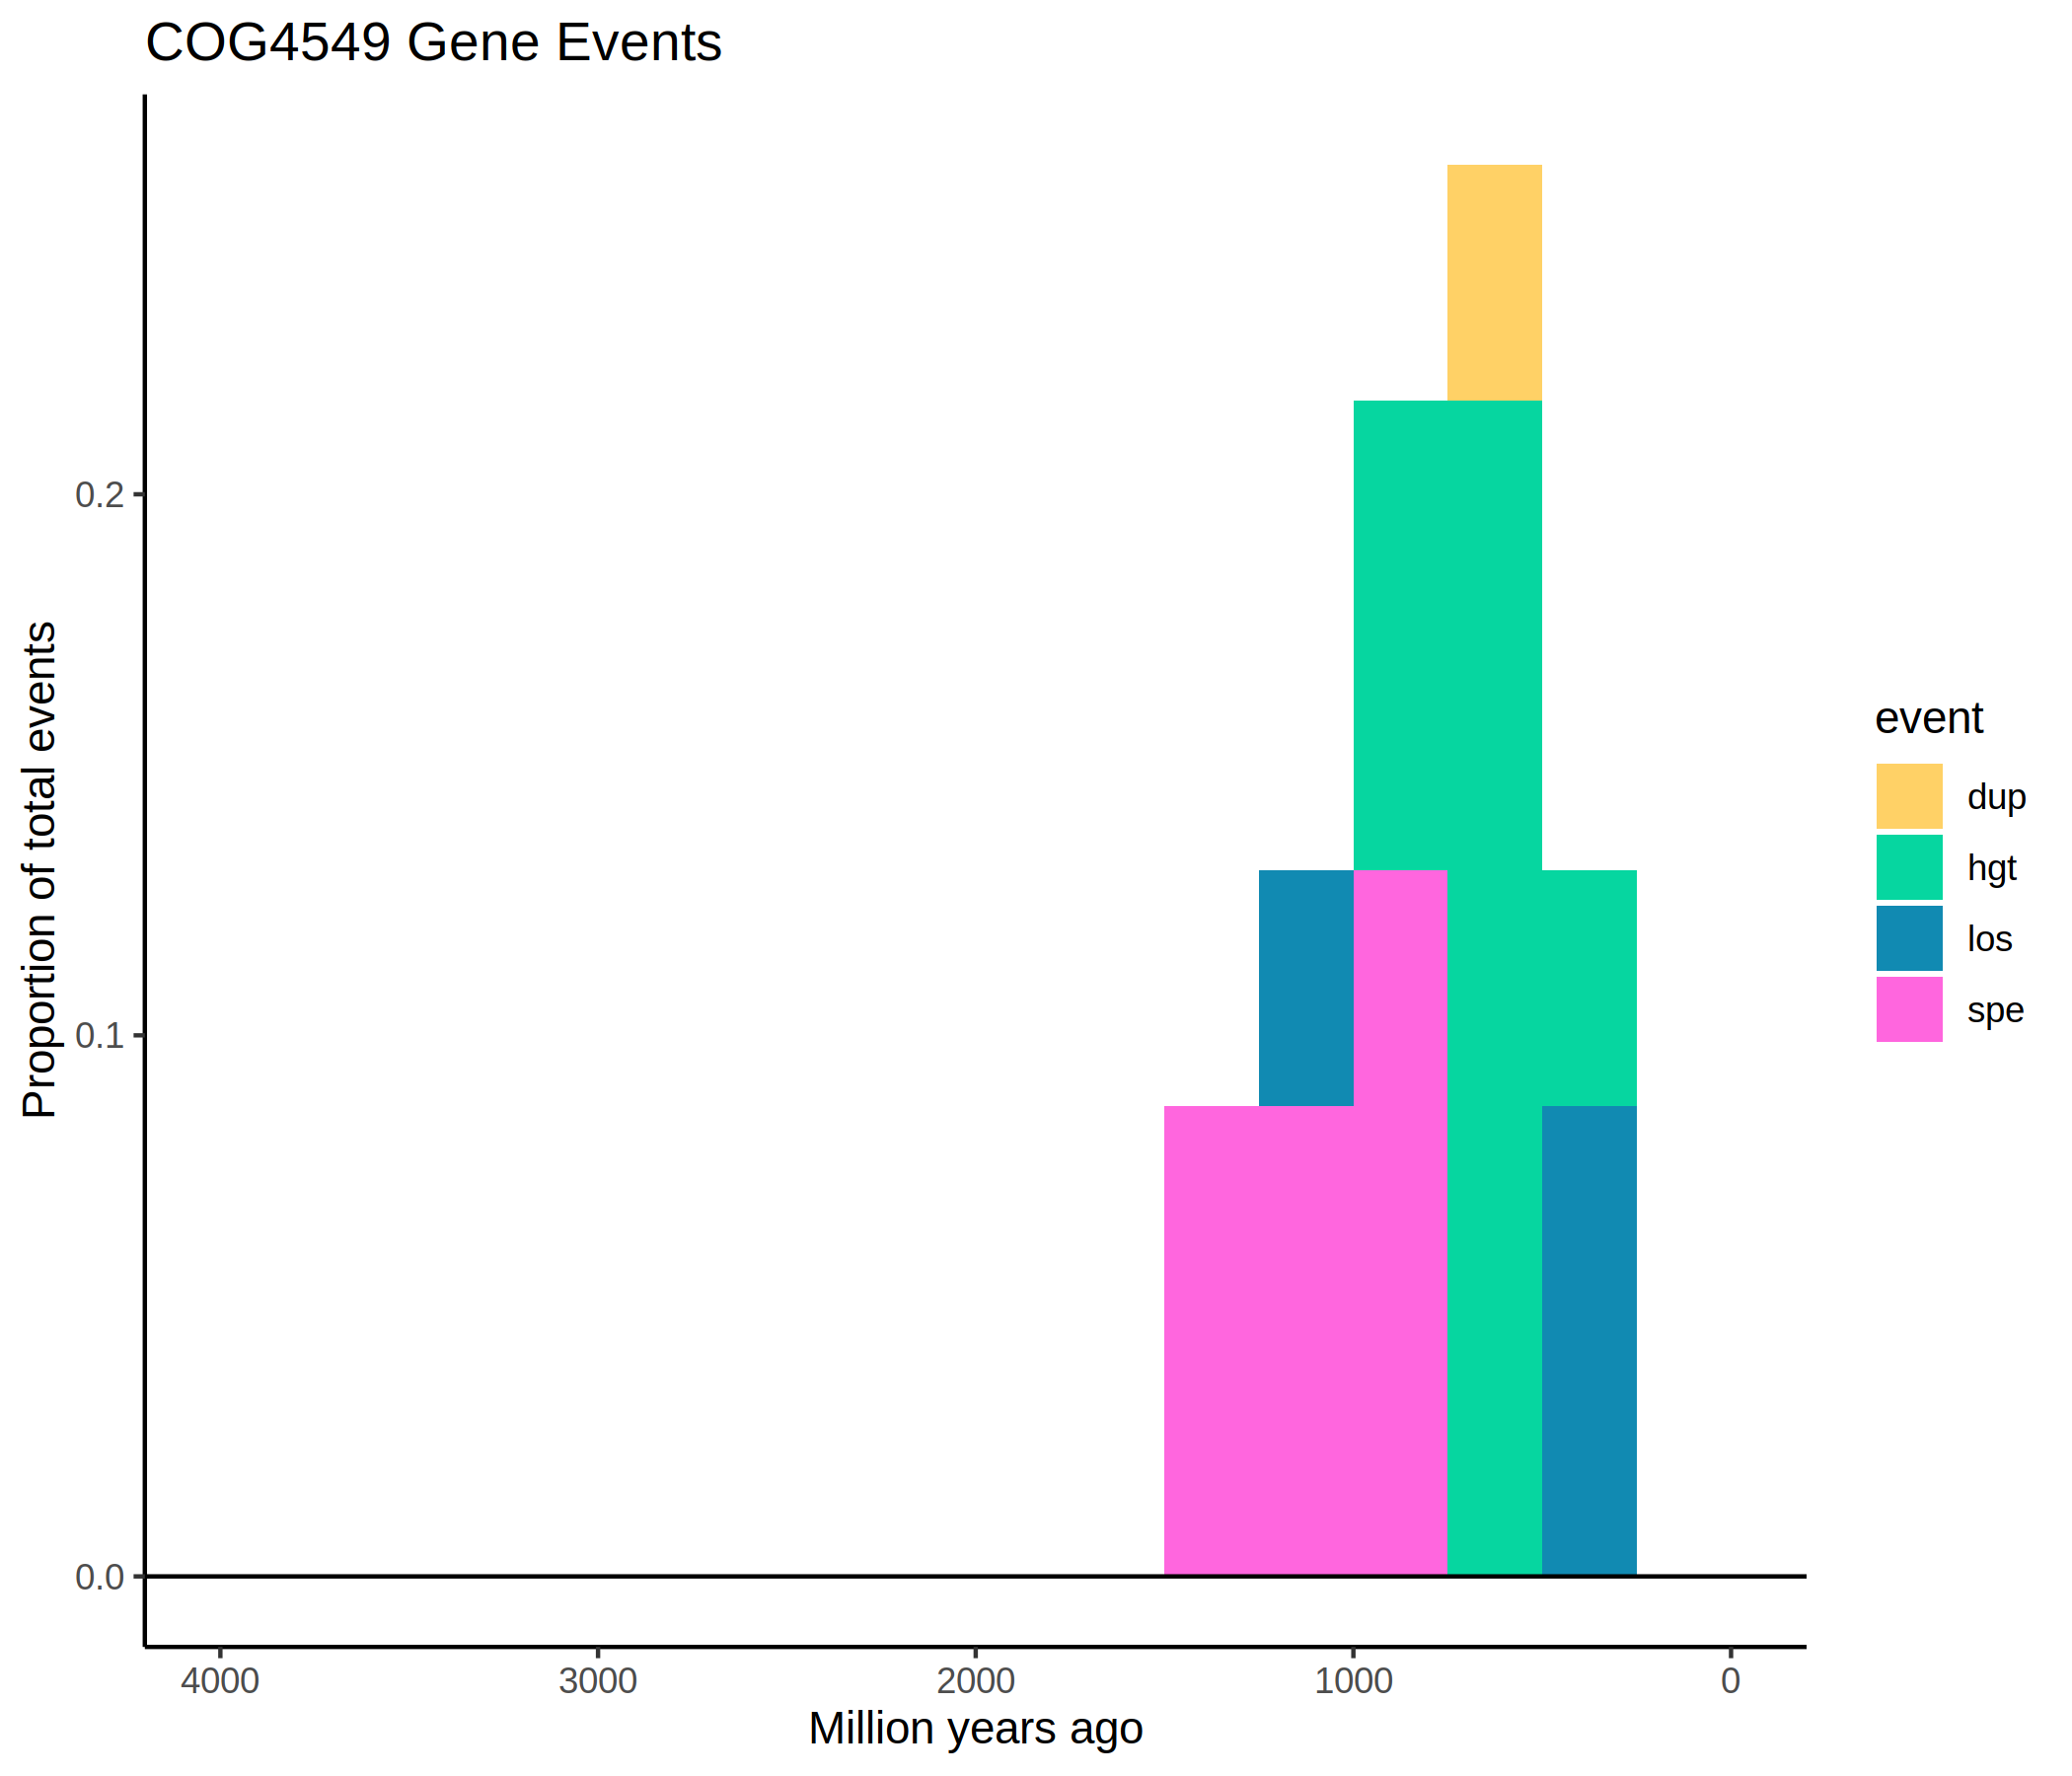 COG4549 Gene Events
Proportion of total events
0.2
0.1
0.0
4000 3000 2000 1000 0
Million years ago
event
dup
hgt
los
spe